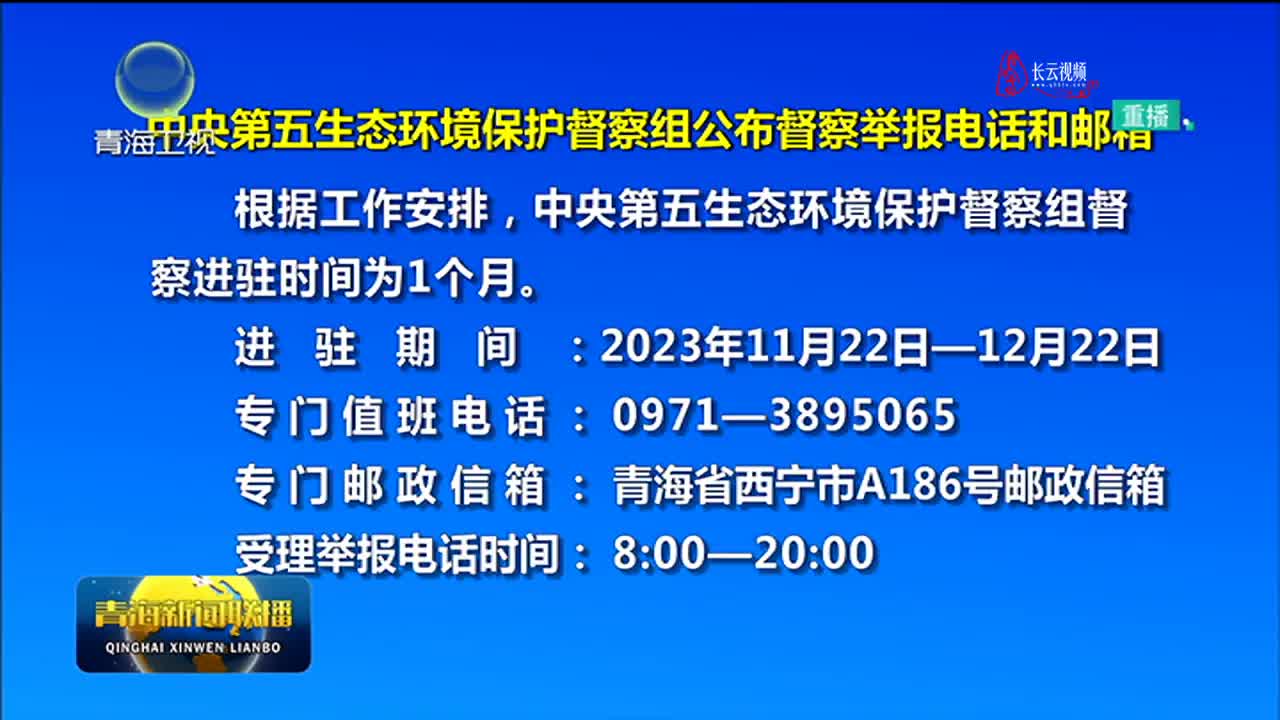 长云视频
www.qhbtv.com
重播
青海卫视
中央第五生态环境保护督察组公布督察举报电话和邮箱
根据工作安排，中央第五生态环境保护督察组督
察进驻时间为1个月。
进驻期间：2023年11月22日—12月22日
专门值班电话：0971—3895065
专门邮政信箱：青海省西宁市A186号邮政信箱
受理举报电话时间：8:00—20:00
青海新闻联播
QINGHAI XINWEN LIANBO